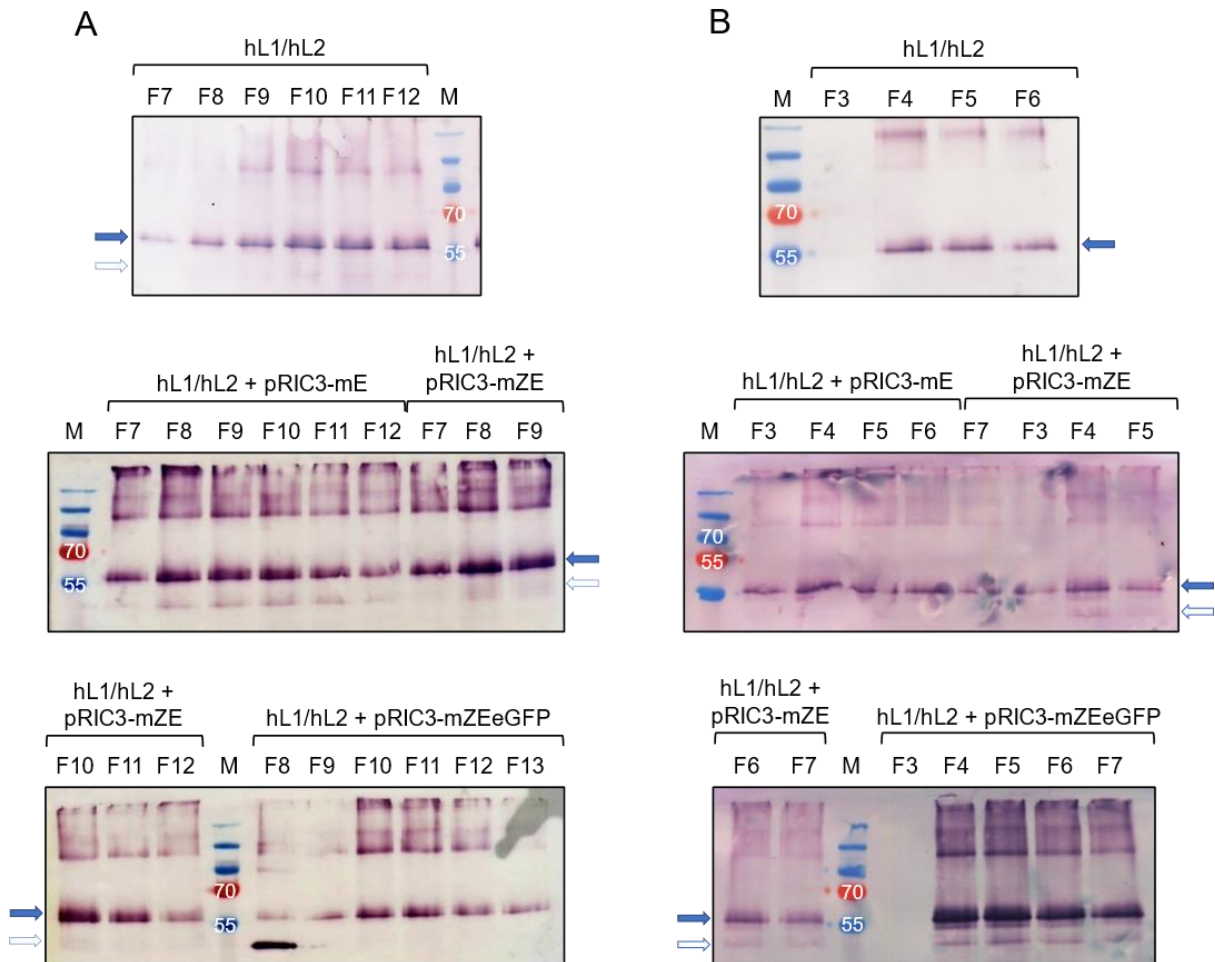 A
hL1/hL2
F7 F8 F9 F10 F11 F12 M
70
55
hL1/hL2 + pRIC3-mE
hL1/hL2 +
pRIC3-mZE
M F7 F8 F9 F10 F11 F12 F7 F8 F9
70
55
hL1/hL2 +
pRIC3-mZE
hL1/hL2 + pRIC3-mZEeGFP
F10 F11 F12 M F8 F9 F10 F11 F12 F13
70
55
B
hL1/hL2
M F3 F4 F5 F6
70
55
hL1/hL2 + pRIC3-mE
hL1/hL2 +
pRIC3-mZE
M F3 F4 F5 F6 F7 F3 F4 F5
70
55
hL1/hL2 +
pRIC3-mZE
hL1/hL2 + pRIC3-mZEeGFP
F6 F7 M F3 F4 F5 F6 F7
70
55